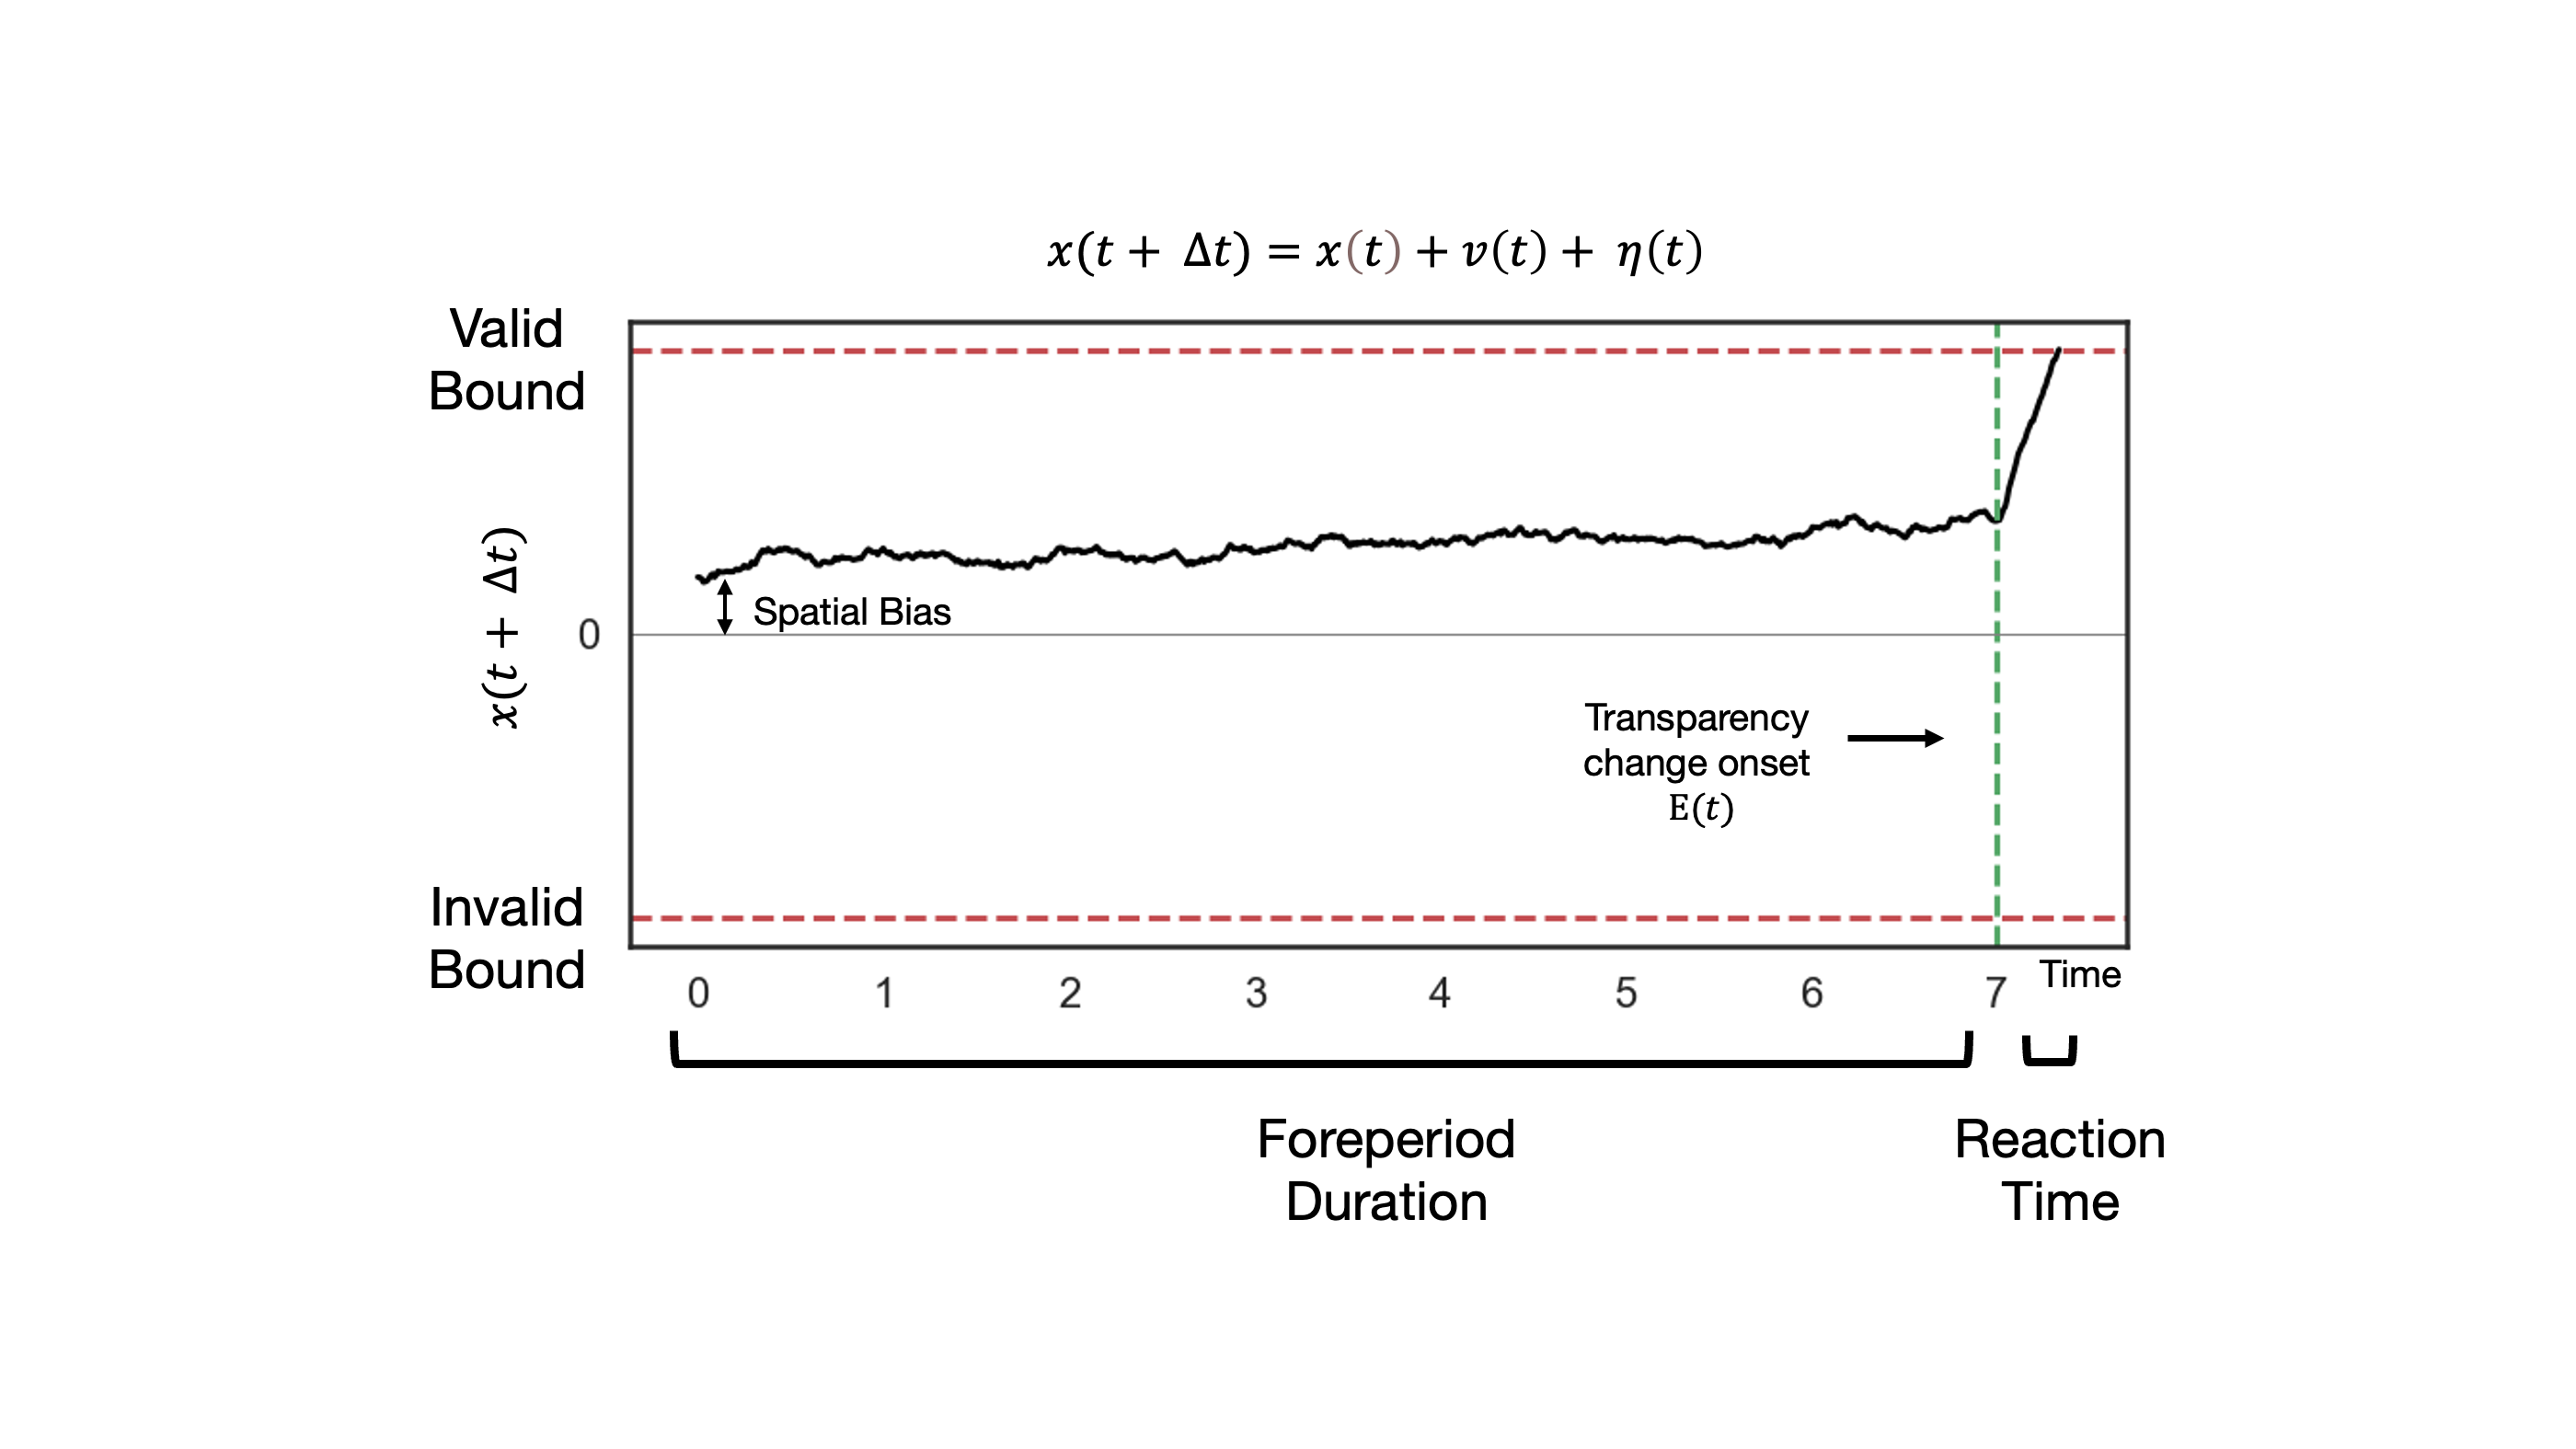 x(t + Δt) = x(t) + v(t) + η(t)
Valid
Bound
x(t + Δt)
0
Spatial Bias
Transparency
change onset
E(t)
Invalid
Bound
0 1 2 3 4 5 6 7 Time
Foreperiod
Duration
Reaction
Time